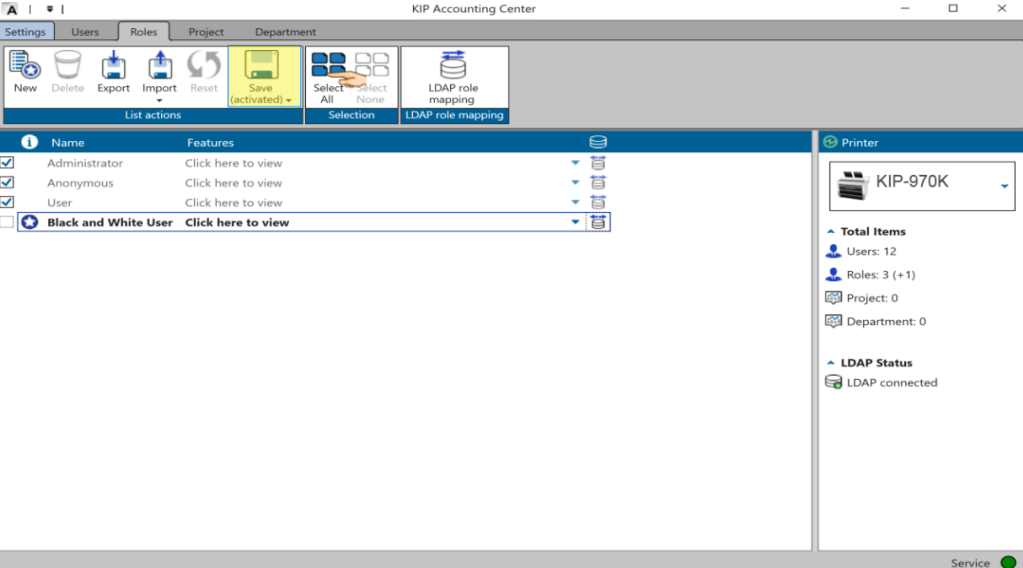 A
KIP Accounting Center
Settings Users Roles Project Department
New Delete Export Import Reset Save (activated) Select All Select None LDAP role mapping
List actions Selection LDAP role mapping
i Name Features
Administrator Click here to view
Anonymous Click here to view
User Click here to view
Black and White User Click here to view
Printer
KIP-970K
Total Items
Users: 12
Roles: 3 (+1)
Project: 0
Department: 0
LDAP Status
LDAP connected
Service